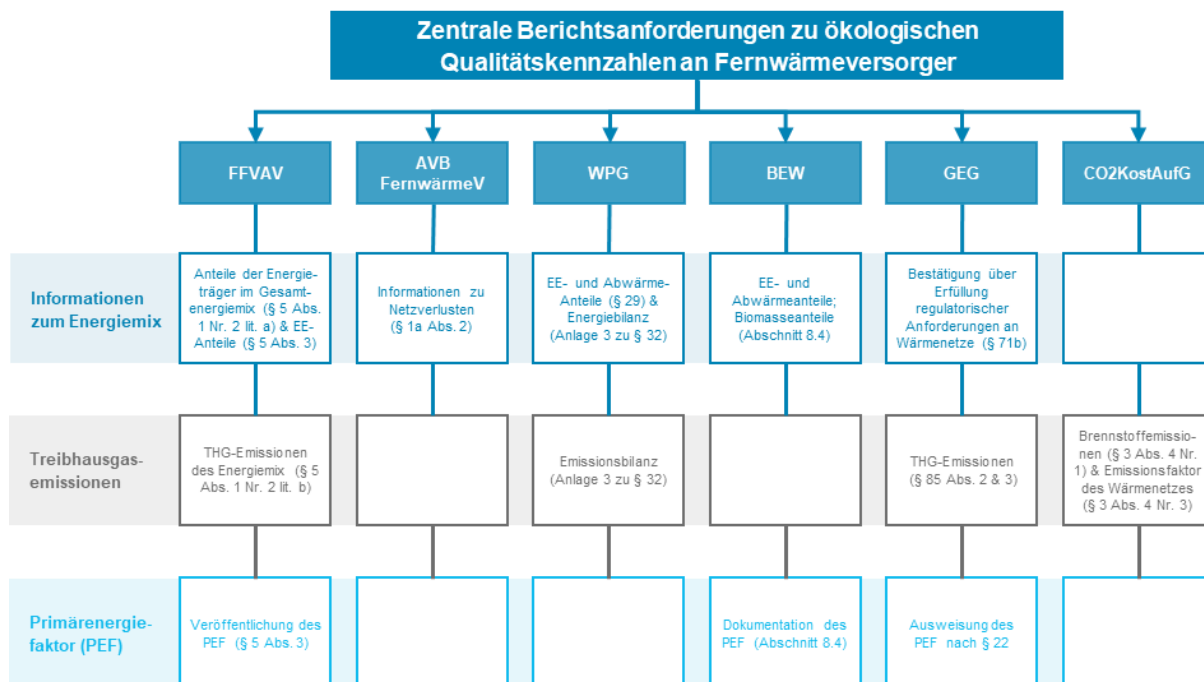 Zentrale Berichtsanforderungen zu ökologischen
Qualitätskennzahlen an Fernwärmeversorger
FFVAV
AVB
FernwärmeV
WPG
BEW
GEG
CO2KostAufG
Informationen
zum Energiemix
Anteile der Energie-
träger im Gesamt-
energiemix (§ 5 Abs.
1 Nr. 2 lit. a) & EE-
Anteile (§ 5 Abs. 3)
Informationen zu
Netzverlusten
(§ 1a Abs. 2)
EE- und Abwärme-
Anteile (§ 29) &
Energiebilanz
(Anlage 3 zu § 32)
EE- und
Abwärmeanteile;
Biomasseanteile
(Abschnitt 8.4)
Bestätigung über
Erfüllung
regulatorischer
Anforderungen an
Wärmenetze (§ 71b)
Treibhausgas-
emissionen
THG-Emissionen
des Energiemix (§ 5
Abs. 1 Nr. 2 lit. b)
Emissionsbilanz
(Anlage 3 zu § 32)
THG-Emissionen
(§ 85 Abs. 2 & 3)
Brennstoffemissio-
nen (§ 3 Abs. 4 Nr.
1) & Emissionsfaktor
des Wärmenetzes
(§ 3 Abs. 4 Nr. 3)
Primärenergie-
faktor (PEF)
Veröffentlichung des
PEF (§ 5 Abs. 3)
Dokumentation des
PEF (Abschnitt 8.4)
Ausweisung des
PEF nach § 22